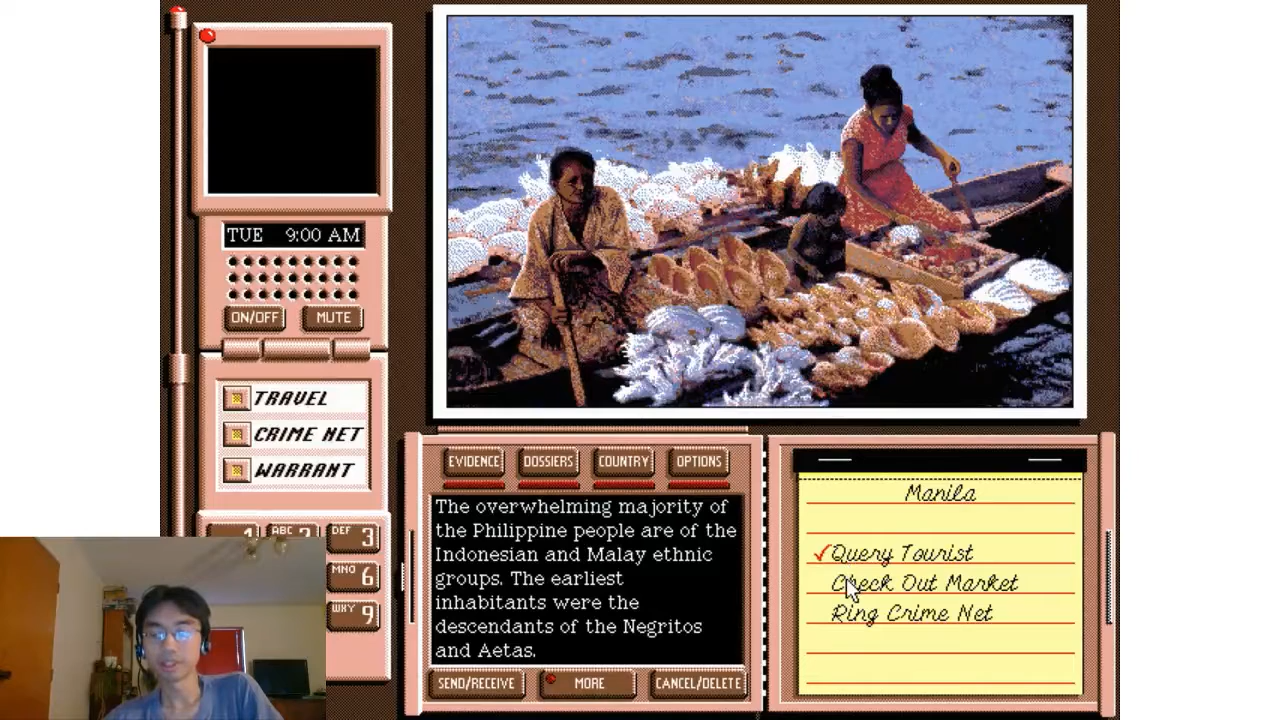 TUE 9:00 AM
ON/OFF MUTE
TRAVEL
CRIME NET
WARRANT
ABC DEF 3
MNO 6
WXY 9
EVIDENCE DOSSIERS COUNTRY OPTIONS
The overwhelming majority of
the Philippine people are of the
Indonesian and Malay ethnic
groups. The earliest
inhabitants were the
descendants of the Negritos
and Aetas.
SEND/RECEIVE MORE CANCEL/DELETE
Manila
Query Tourist
Check Out Market
Ring Crime Net